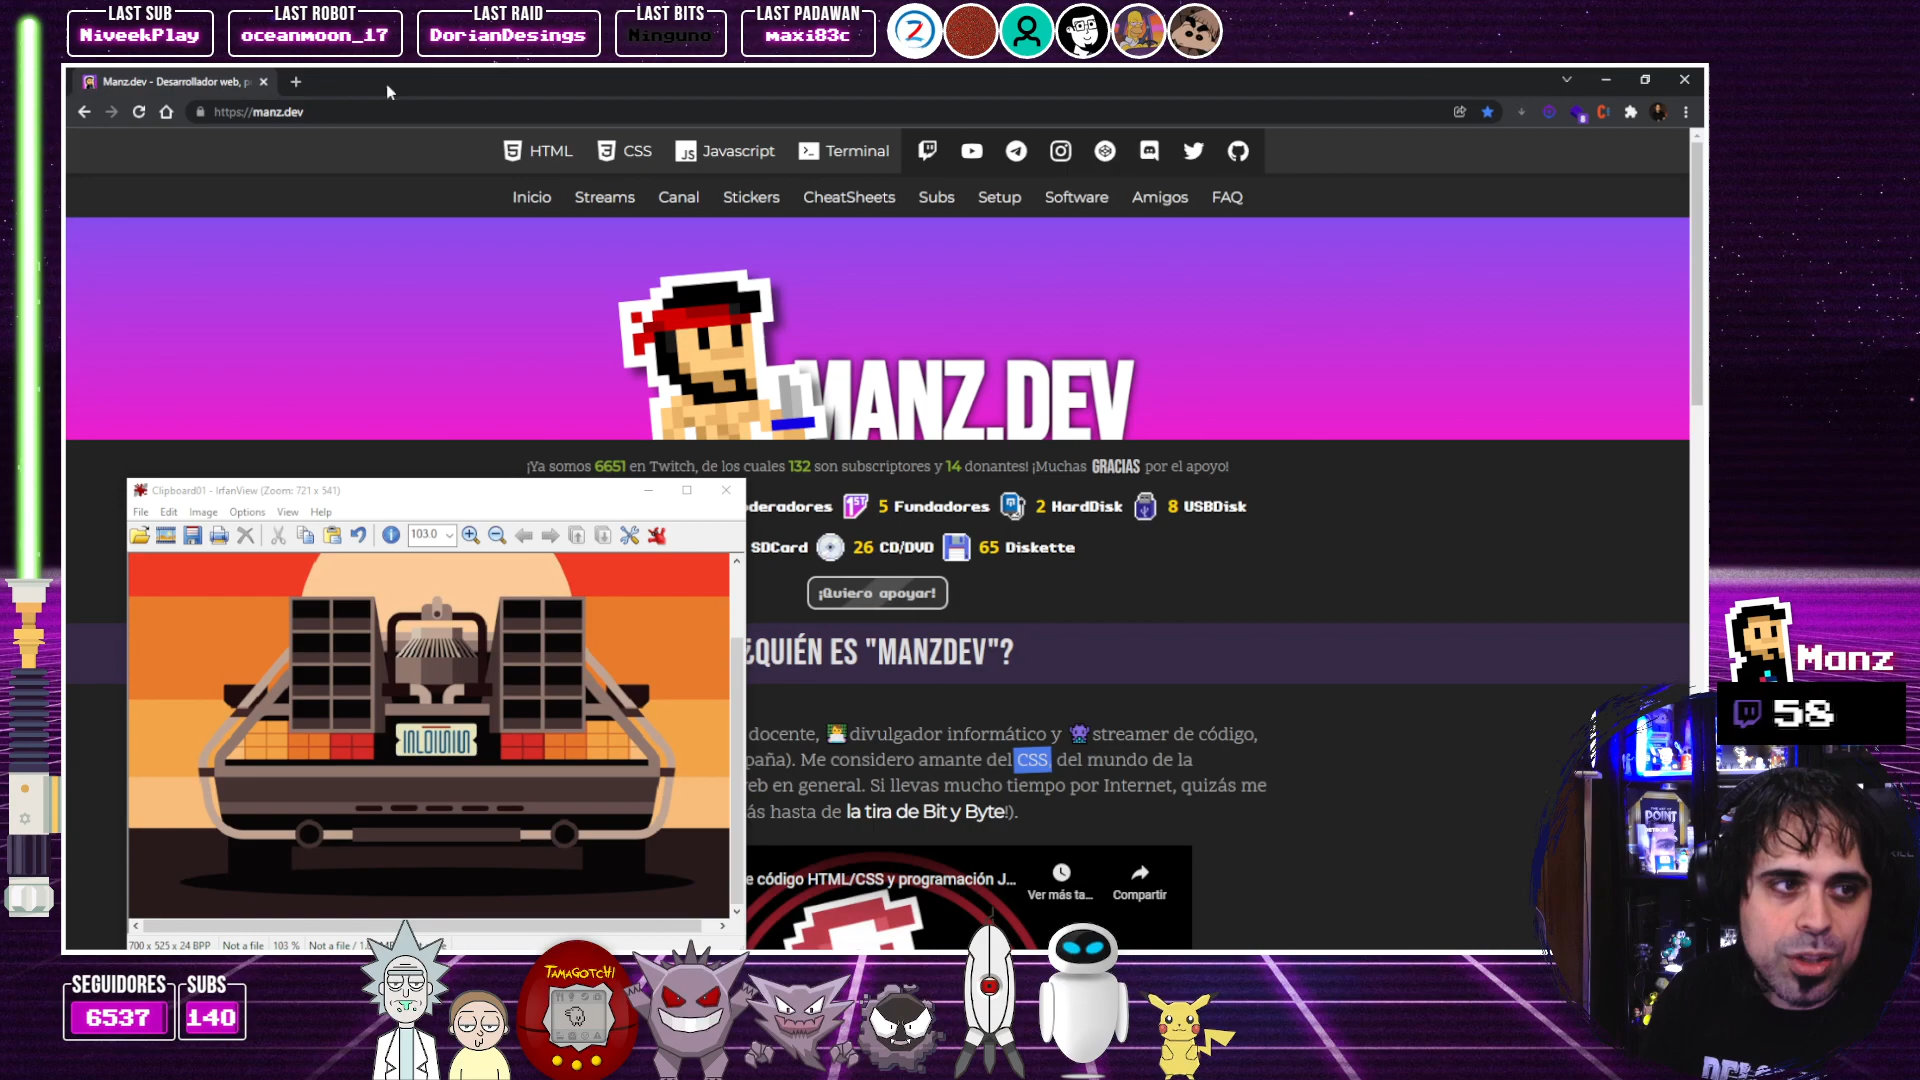 LAST SUB
NiveekPlay
LAST ROBOT
oceanmoon_17
LAST RAID
DorianDesings
LAST BITS
Ninguno
LAST PADAWAN
maxi83c
Manz.dev - Desarrollador web, p
https://manz.dev
HTML
CSS
Javascript
Terminal
Inicio
Streams
Canal
Stickers
CheatSheets
Subs
Setup
Software
Amigos
FAQ
MANZ.DEV
¡Ya somos 6651 en Twitch, de los cuales 132 son subscriptores y 14 donantes! ¡Muchas GRACIAS por el apoyo!
deradores 5 Fundadores 2 HardDisk 8 USBDisk
SDCard 26 CD/DVD 65 Diskette
¡Quiero apoyar!
¿QUIÉN ES "MANZDEV"?
docente, divulgador informático y streamer de código,
paña). Me considero amante del CSS, del mundo de la
eb en general. Si llevas mucho tiempo por Internet, quizás me
ás hasta de la tira de Bit y Byte!).
e código HTML/CSS y programación J...
Ver más ta...
Compartir
Clipboard01 - IrfanView (Zoom: 721 x 541)
File Edit Image Options View Help
103.0
700 x 525 x 24 BPP
Not a file
103 %
Manz
58
SEGUIDORES
6537
SUBS
140
TAMAGOTCHI